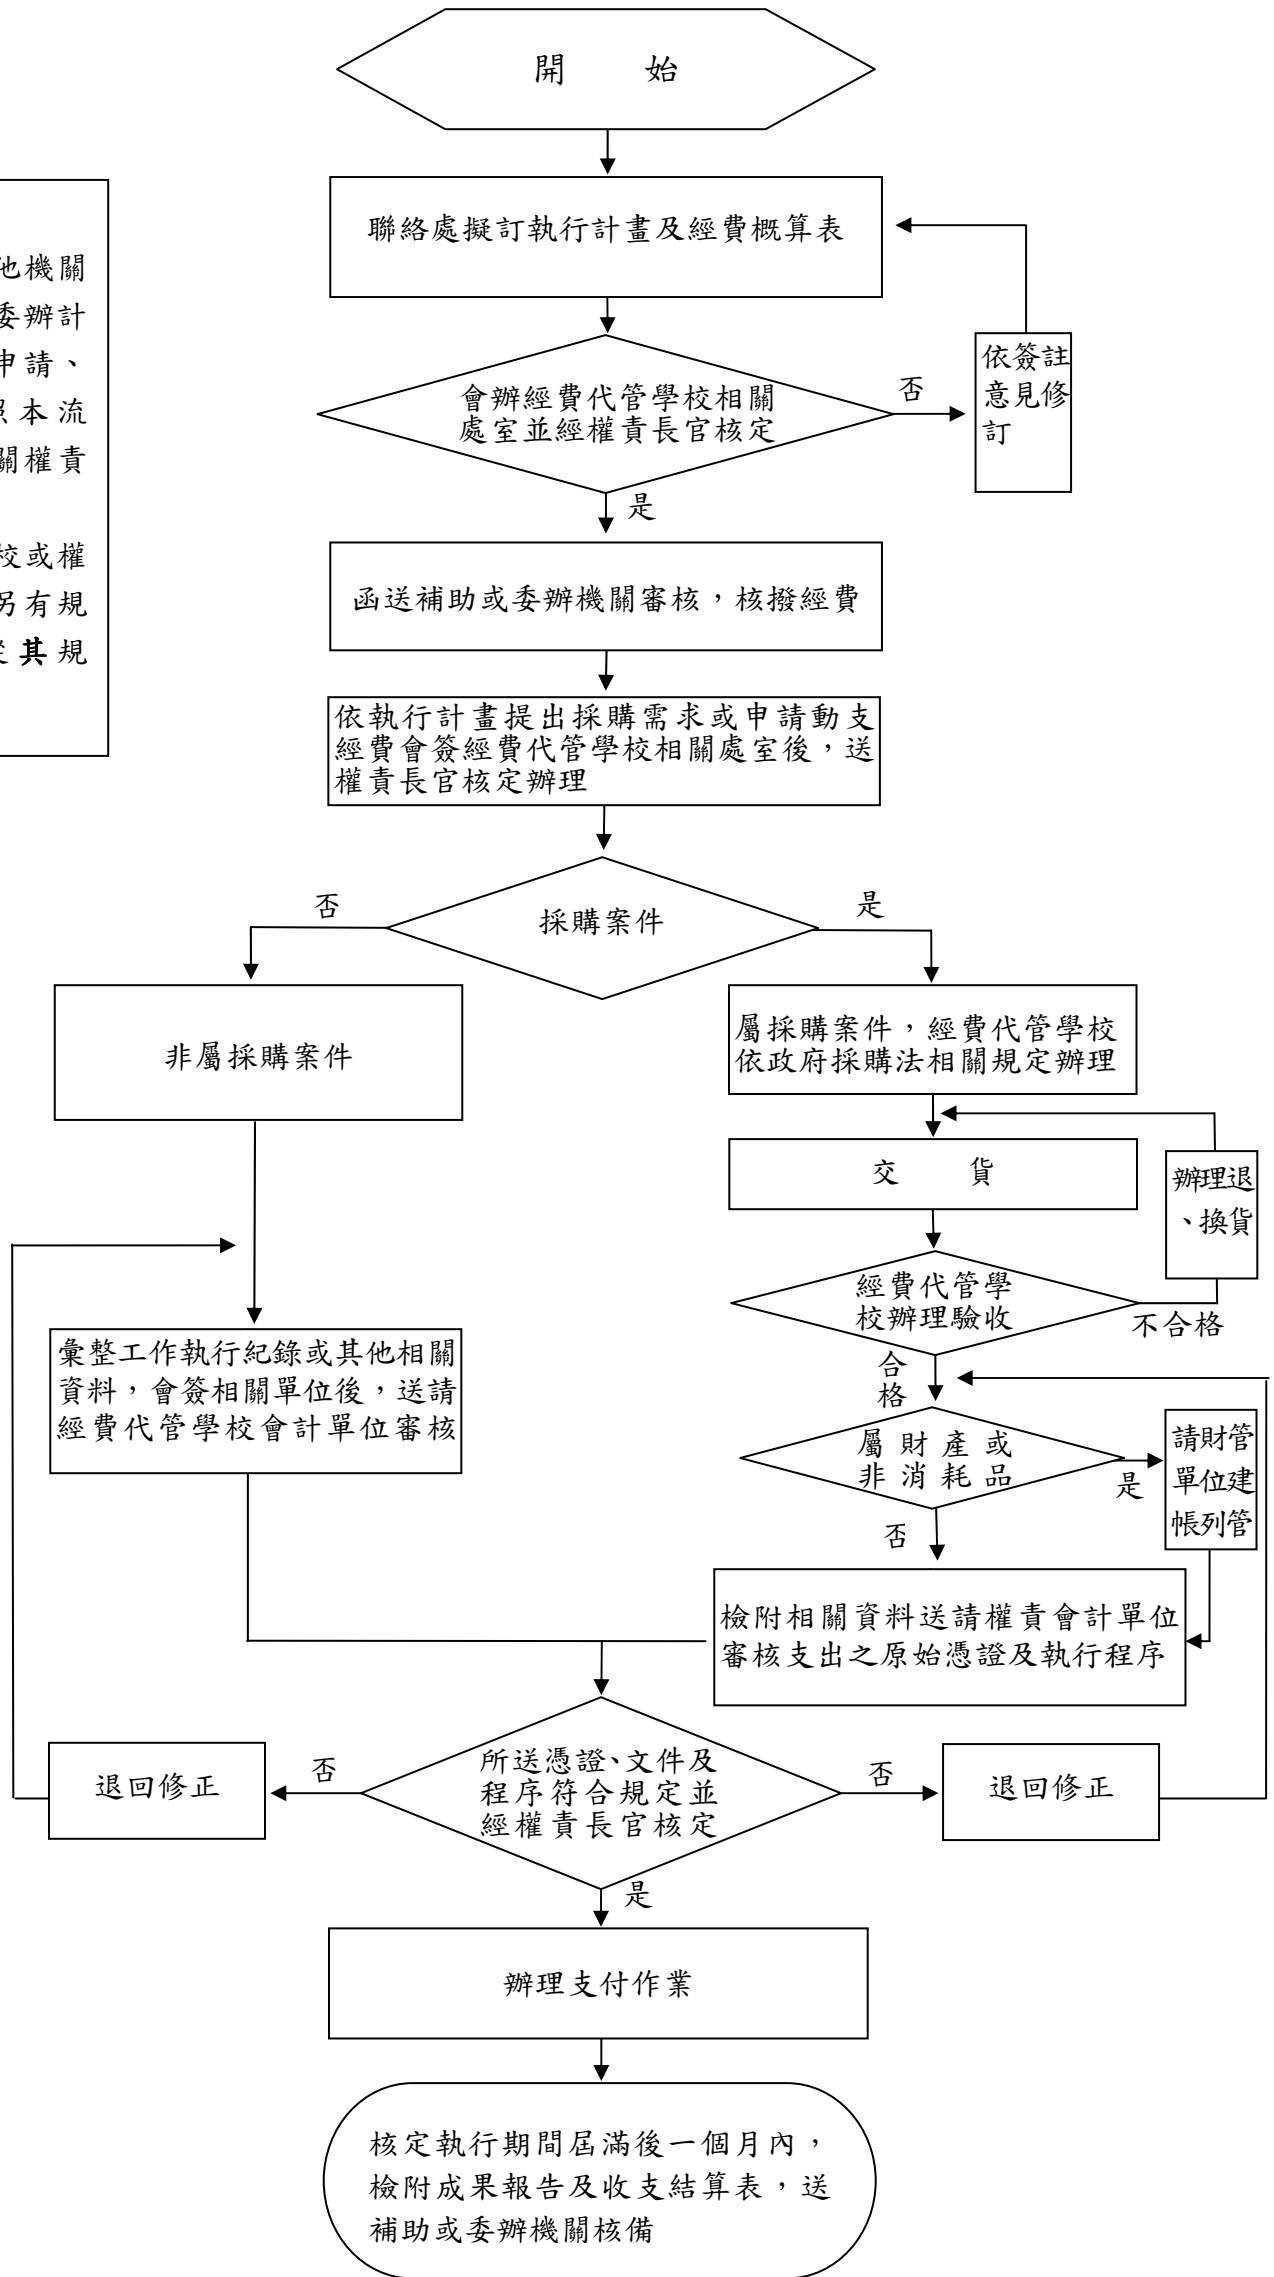 開 始
聯絡處擬訂執行計畫及經費概算表
他機關
委辦計
申請、
照本流
關權責
校或權
另有規
從其規
會辦經費代管學校相關
處室並經權責長官核定
否
依簽註
意見修
訂
是
函送補助或委辦機關審核，核撥經費
依執行計畫提出採購需求或申請動支
經費會簽經費代管學校相關處室後，送
權責長官核定辦理
採購案件
否
是
非屬採購案件
屬採購案件，經費代管學校
依政府採購法相關規定辦理
交 貨
辦理退
、換貨
經費代管學
校辦理驗收
不合格
合
格
彙整工作執行紀錄或其他相關
資料，會簽相關單位後，送請
經費代管學校會計單位審核
屬財產或
非消耗品
是
請財管
單位建
帳列管
否
檢附相關資料送請權責會計單位
審核支出之原始憑證及執行程序
所送憑證、文件及
程序符合規定並
經權責長官核定
否
退回修正
否
退回修正
是
辦理支付作業
核定執行期間屆滿後一個月內，
檢附成果報告及收支結算表，送
補助或委辦機關核備